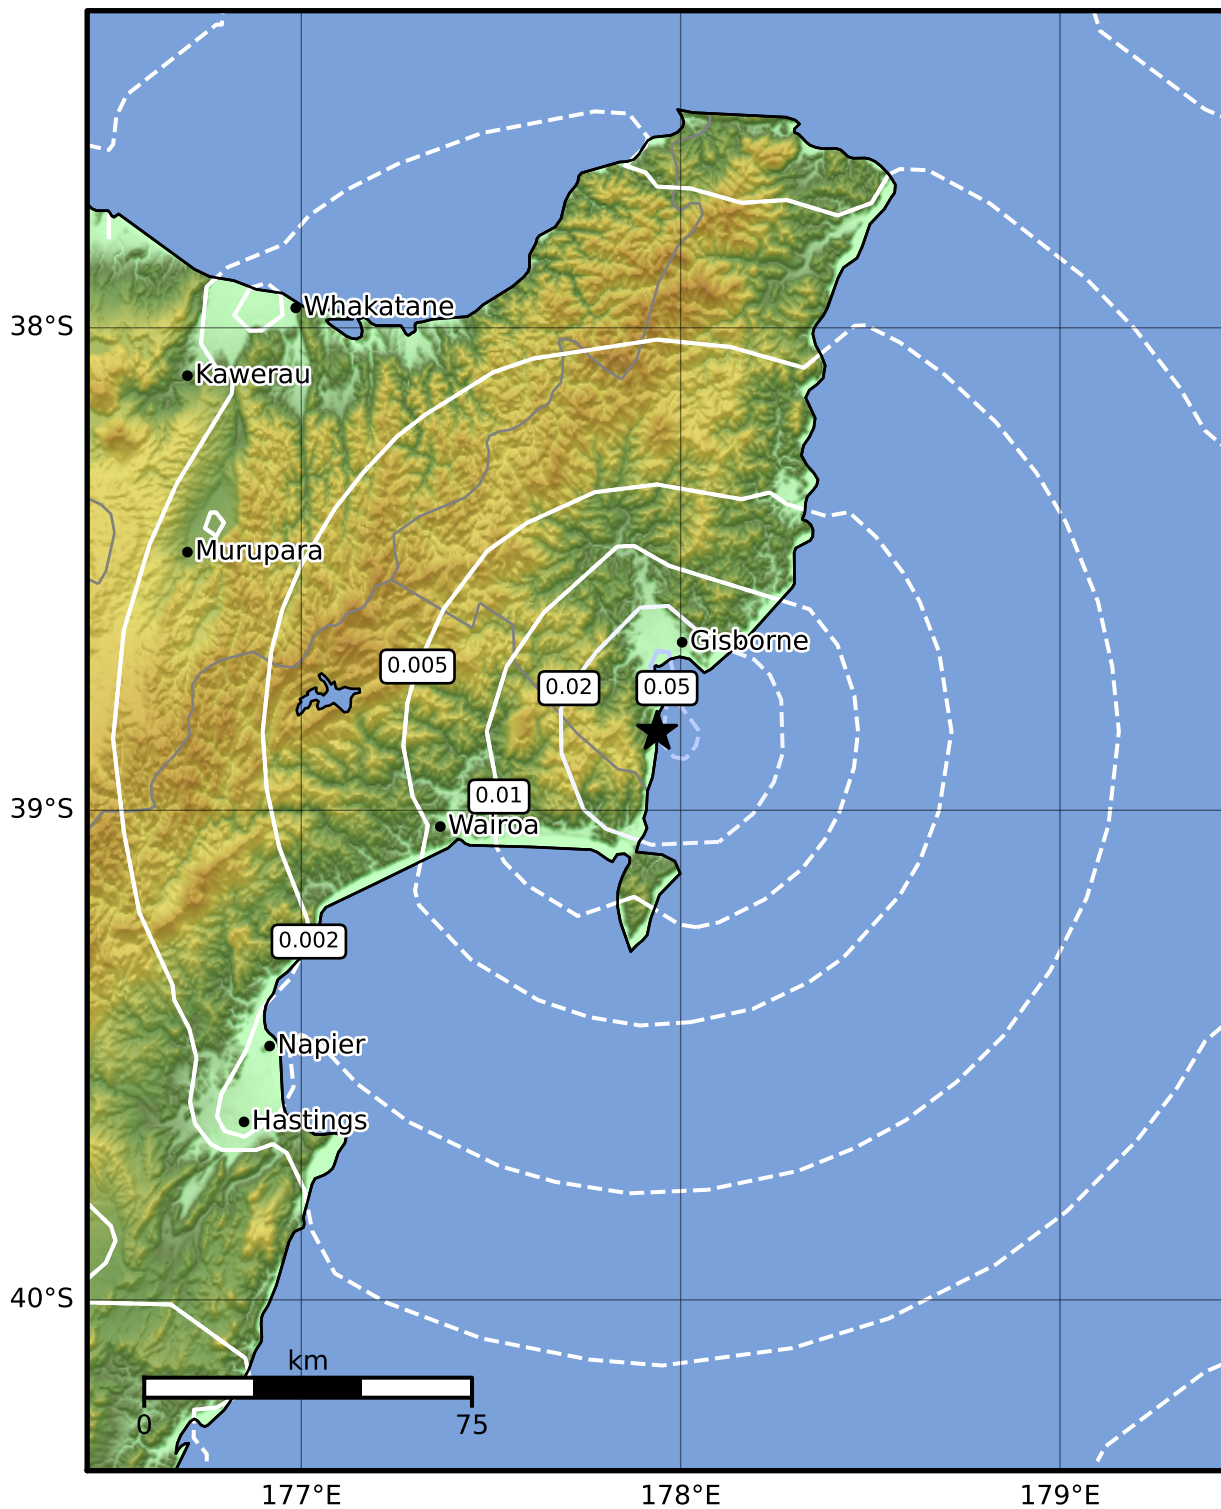 Whakatane
38°S
Kawerau
Murupara
Gisborne
0.005
0.02
0.05
0.01
39°S
Wairoa
0.002
Napier
Hastings
40°S
km
0
75
177°E
178°E
179°E